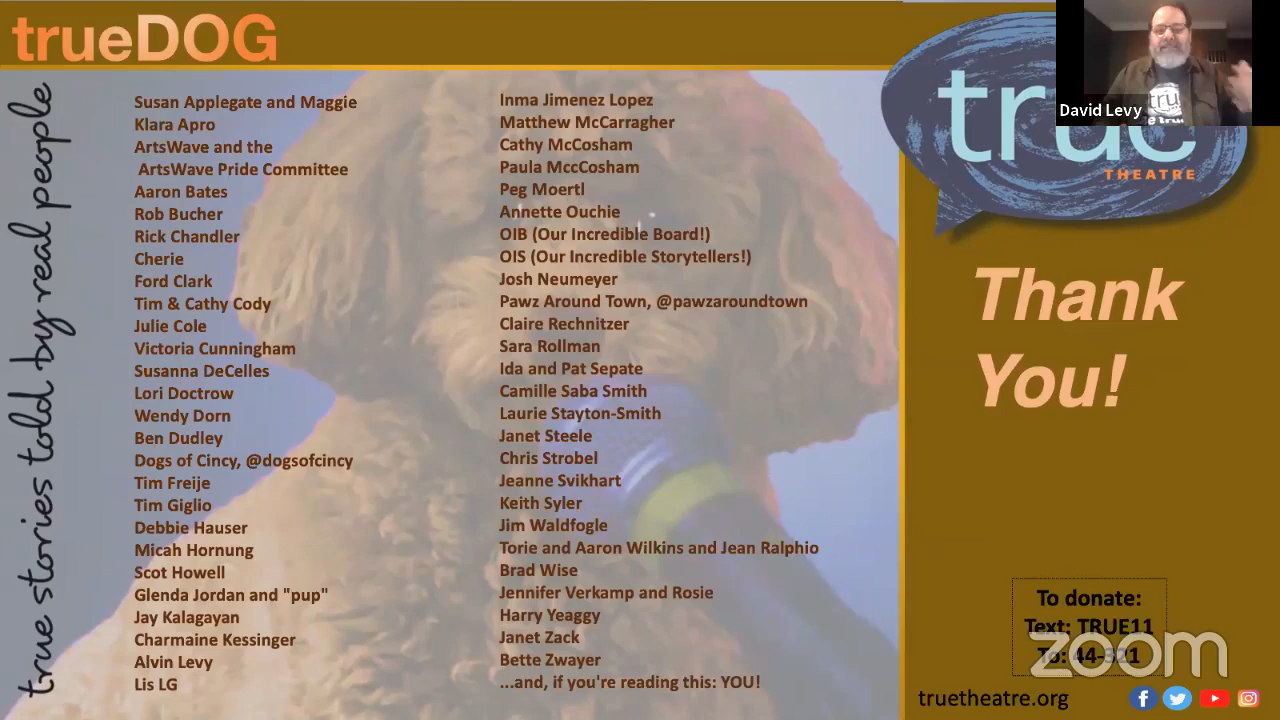 trueDOG
true stories told by real people
Susan Applegate and Maggie
Klara Apro
ArtsWave and the
ArtsWave Pride Committee
Aaron Bates
Rob Bucher
Rick Chandler
Cherie
Ford Clark
Tim & Cathy Cody
Julie Cole
Victoria Cunningham
Susanna DeCelles
Lori Doctrow
Wendy Dorn
Ben Dudley
Dogs of Cincy, @dogsofcincy
Tim Freije
Tim Giglio
Debbie Hauser
Micah Hornung
Scot Howell
Glenda Jordan and "pup"
Jay Kalagayan
Charmaine Kessinger
Alvin Levy
Lis LG
Inma Jimenez Lopez
Matthew McCarragher
Cathy McCosham
Paula MccCosham
Peg Moertl
Annette Ouchie
OIB (Our Incredible Board!)
OIS (Our Incredible Storytellers!)
Josh Neumeyer
Pawz Around Town, @pawzaroundtown
Claire Rechnitzer
Sara Rollman
Ida and Pat Sepate
Camille Saba Smith
Laurie Stayton-Smith
Janet Steele
Chris Strobel
Jeanne Svikhart
Keith Syler
Jim Waldfogle
Torie and Aaron Wilkins and Jean Ralphio
Brad Wise
Jennifer Verkamp and Rosie
Harry Yeaggy
Janet Zack
Bette Zwayer
...and, if you're reading this: YOU!
David Levy
true
THEATRE
Thank
You!
To donate:
Text: TRUE11
To: 44-321
zoom
truetheatre.org